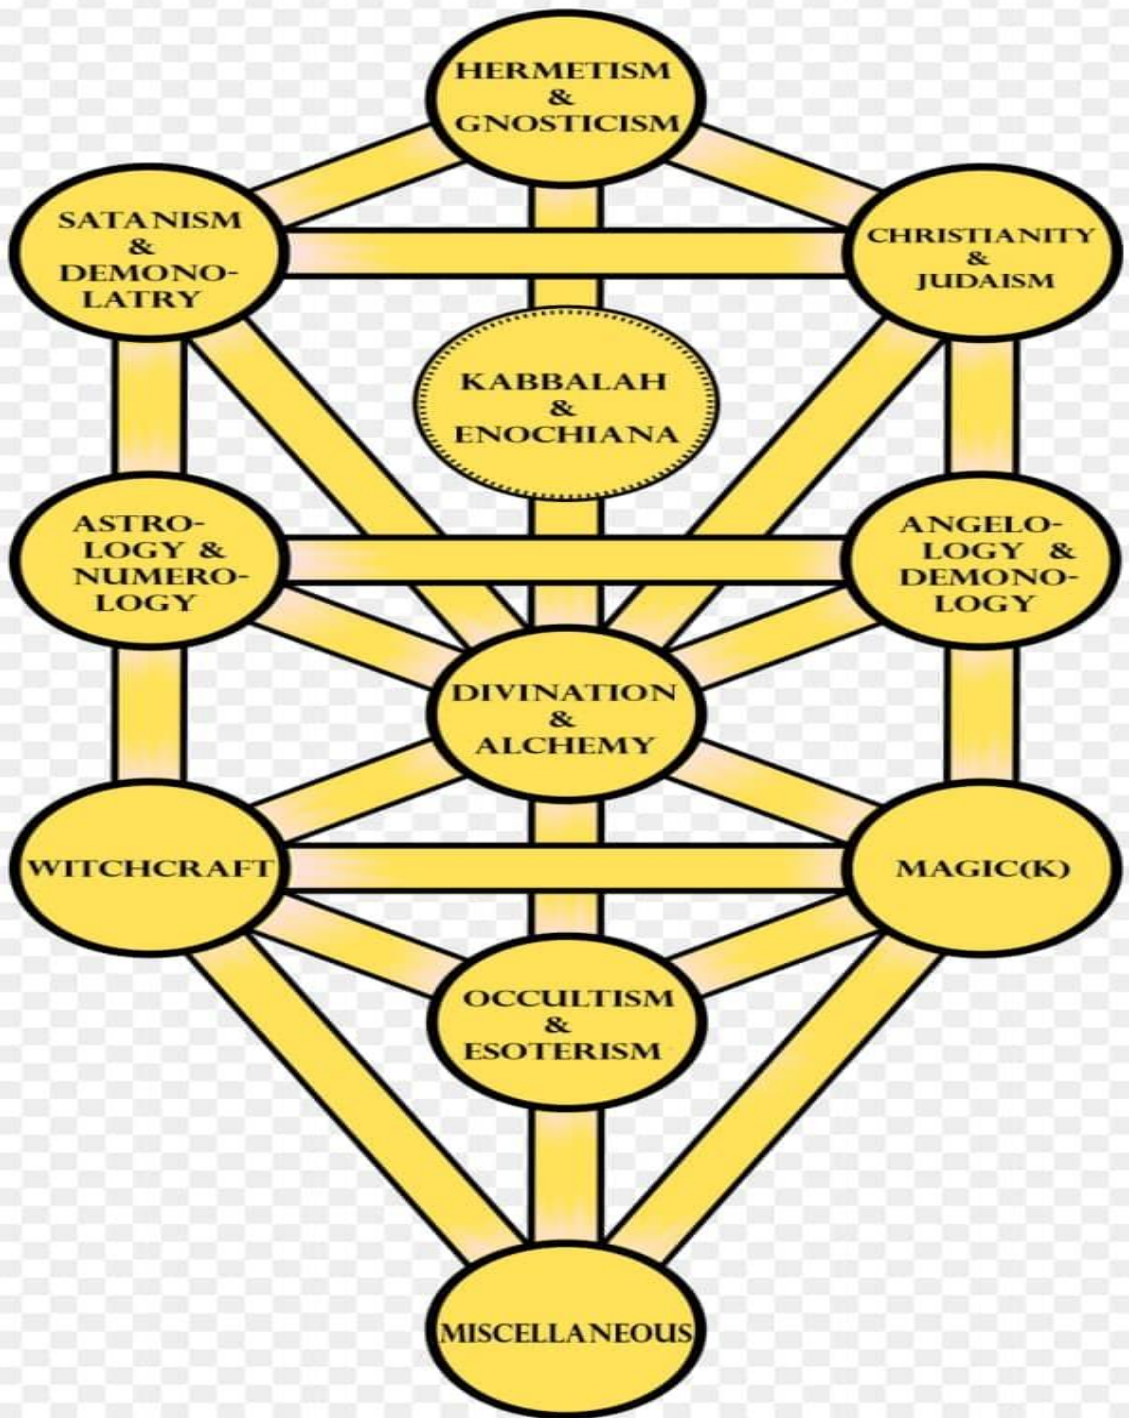 HERMETISM
&
GNOSTICISM
SATANISM
&
DEMONO-
LATRY
CHRISTIANITY
&
JUDAISM
KABBALAH
&
ENOCHIANA
ASTRO-
LOGY &
NUMERO-
LOGY
ANGELO-
LOGY &
DEMONO-
LOGY
DIVINATION
&
ALCHEMY
WITCHCRAFT
MAGIC(K)
OCCULTISM
&
ESOTERISM
MISCELLANEOUS